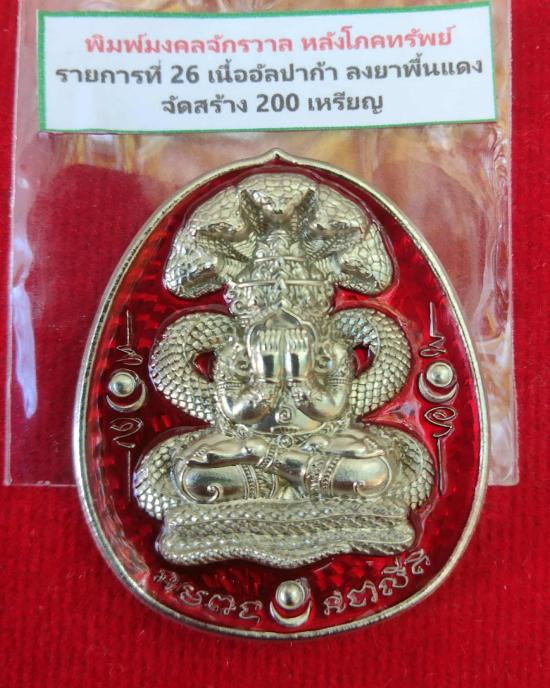 พิมพ์มงคลจักรวาล หลังโภคทรัพย์
รายการที่ 26 เนื้ออัลปาก้า ลงยาพื้นแดง
จัดสร้าง 200 เหรียญ